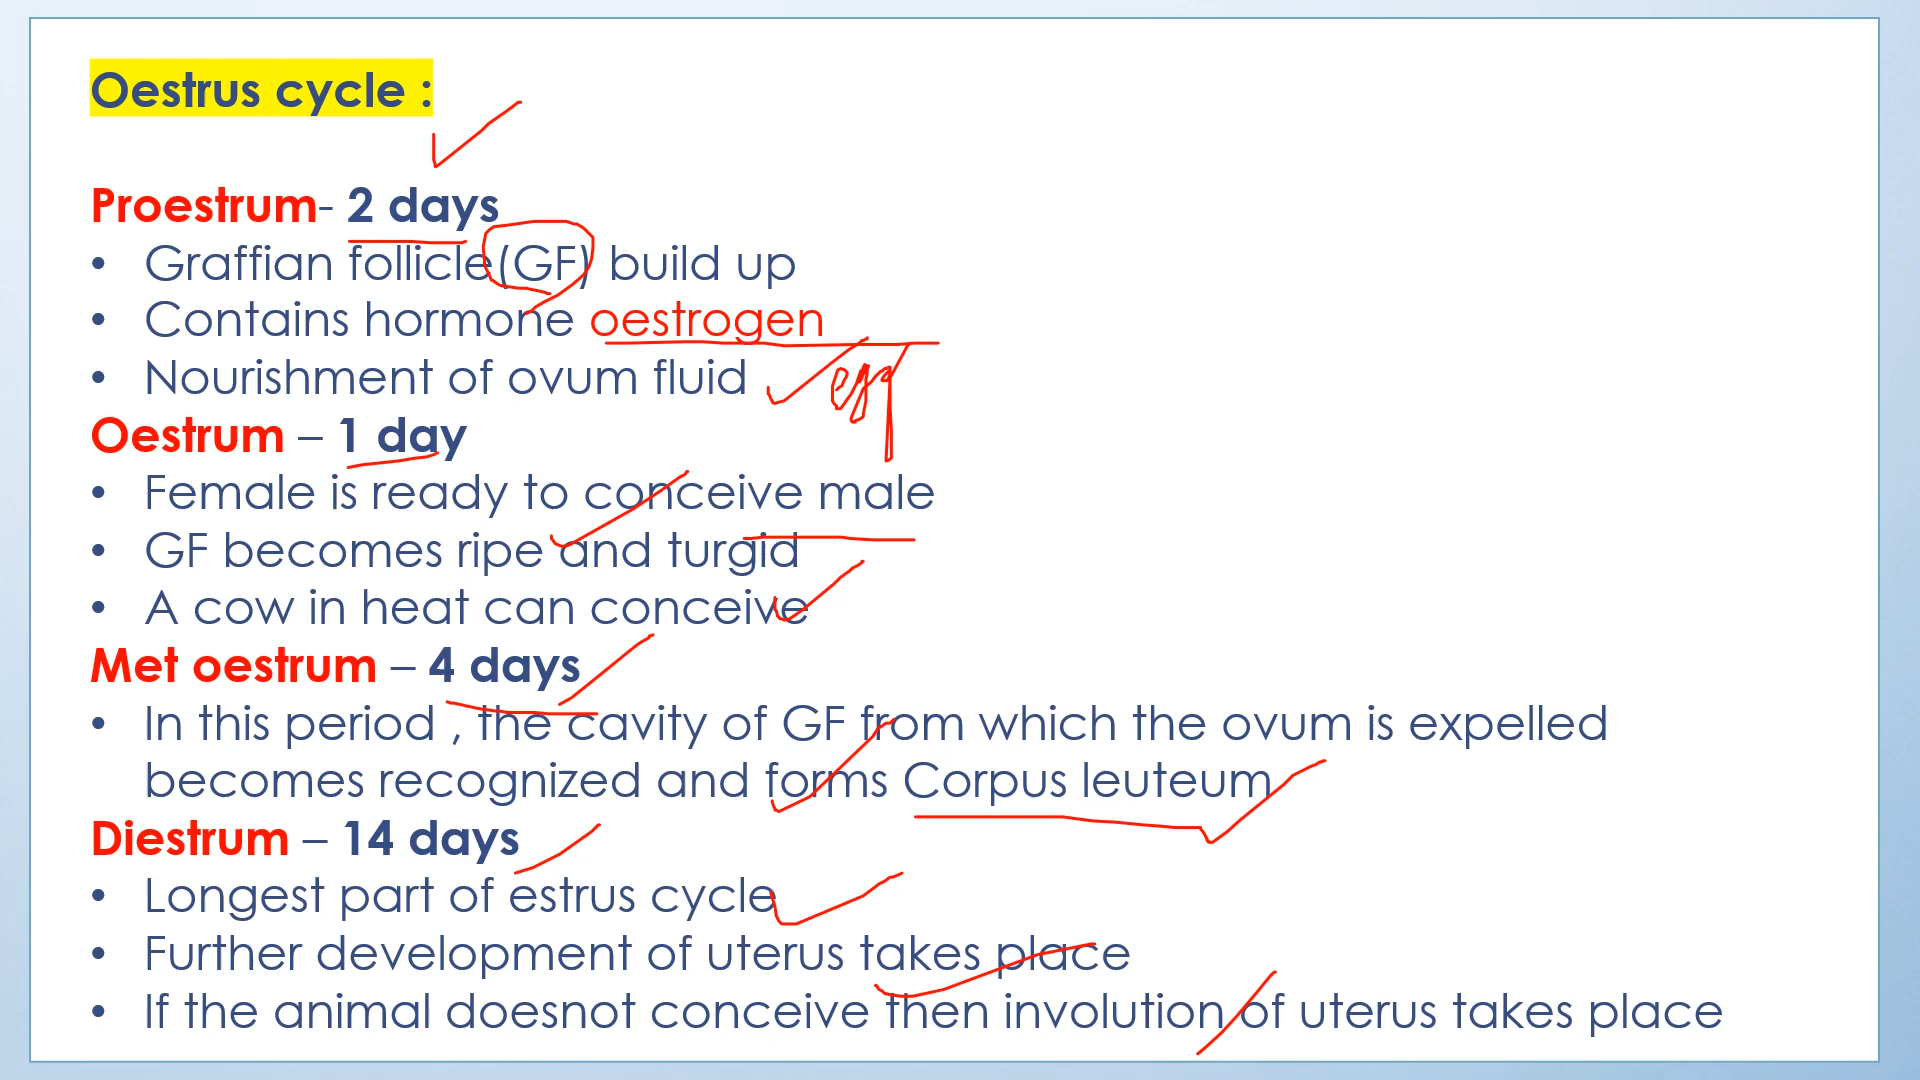 Oestrus cycle :
Proestrum- 2 days
• Graffian follicle(GF) build up
• Contains hormone oestrogen
• Nourishment of ovum fluid
Oestrum – 1 day
• Female is ready to conceive male
• GF becomes ripe and turgid
• A cow in heat can conceive
Met oestrum – 4 days
• In this period , the cavity of GF from which the ovum is expelled
becomes recognized and forms Corpus leuteum
Diestrum – 14 days
• Longest part of estrus cycle
• Further development of uterus takes place
• If the animal doesnot conceive then involution of uterus takes place